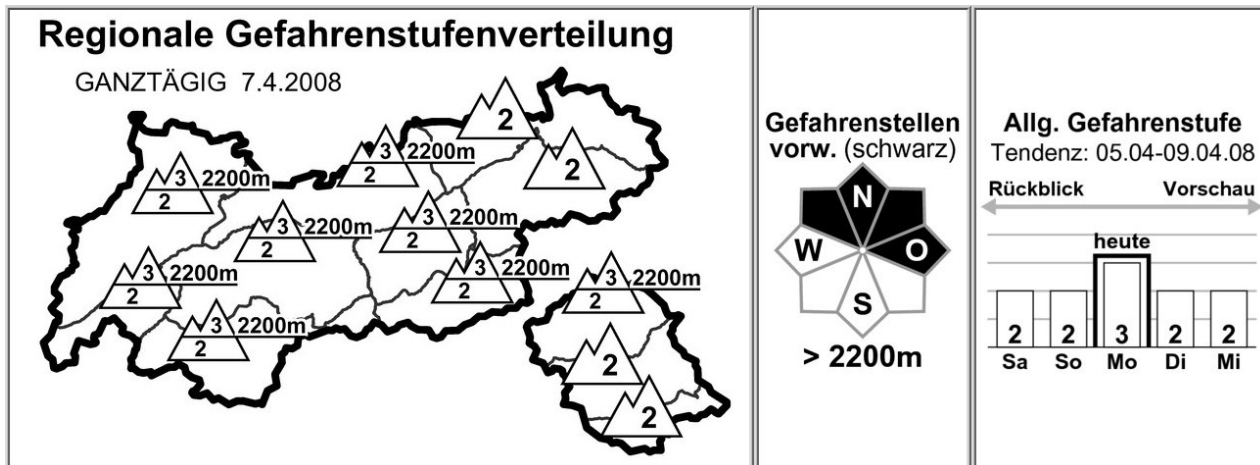 Regionale Gefahrenstufenverteilung
GANZTÄGIG 7.4.2008
2
3 2200m
2
2
3 2200m
2
3 2200m
2
3 2200m
2
3 2200m
2
3 2200m
2
3 2200m
2
3 2200m
2
2
2
Gefahrenstellen
vorw. (schwarz)
N
W
O
S
> 2200m
Allg. Gefahrenstufe
Tendenz: 05.04-09.04.08
Rückblick Vorschau
heute
2 2 3 2 2
Sa So Mo Di Mi